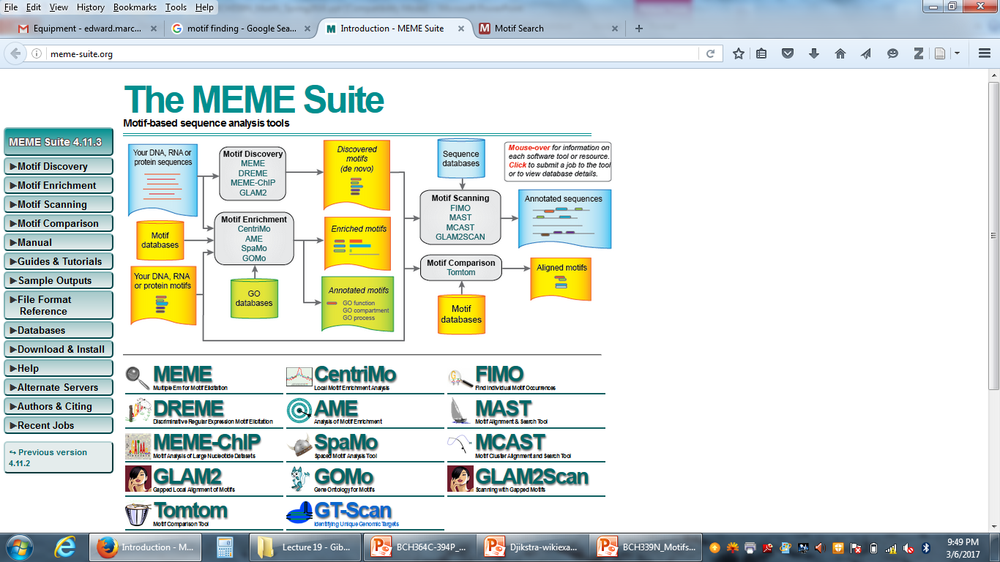 File Edit View History Bookmarks Tools Help
Equipment - edward.marc...
motif finding - Google Sea...
Introduction - MEME Suite
Motif Search
meme-suite.org
The MEME Suite
Motif-based sequence analysis tools
MEME Suite 4.11.3
Motif Discovery
Motif Enrichment
Motif Scanning
Motif Comparison
Manual
Guides & Tutorials
Sample Outputs
File Format
Reference
Databases
Download & Install
Help
Alternate Servers
Authors & Citing
Recent Jobs
Previous version
4.11.2
Your DNA, RNA or
protein sequences
Motif
databases
Your DNA, RNA
or protein motifs
Motif Discovery
MEME
DREME
MEME-ChIP
GLAM2
Motif Enrichment
CentriMo
AME
SpaMo
GOMo
GO
databases
Discovered
motifs
(de novo)
Enriched motifs
Annotated motifs
GO function
GO compartment
GO process
Sequence
databases
Motif Scanning
FIMO
MAST
MCAST
GLAM2SCAN
Motif Comparison
Tomtom
Motif
databases
Mouse-over for information on
each software tool or resource.
Click to submit a job to the tool
or to view database details.
Annotated sequences
Aligned motifs
MEME
Multiple Em for Motif Elicitation
CentriMo
Local Motif Enrichment Analysis
FIMO
Find Individual Motif Occurrences
DREME
Discriminative Regular Expression Motif Elicitation
AME
Analysis of Motif Enrichment
MAST
Motif Alignment & Search Tool
MEME-ChIP
Motif Analysis of Large Nucleotide Datasets
SpaMo
Spaced Motif Analysis Tool
MCAST
Motif Cluster Alignment and Search Tool
GLAM2
Gapped Local Alignment of Motifs
GOMo
Gene Ontology for Motifs
GLAM2Scan
Scanning with Gapped Motifs
Tomtom
Motif Comparison Tool
GT-Scan
Identifying Unique Genomic Targets
Introduction - M...
Lecture 19 - Gib...
BCH364C-394P_...
Djikstra-wikiexa...
BCH339N_Motifs...
9:49 PM
3/6/2017